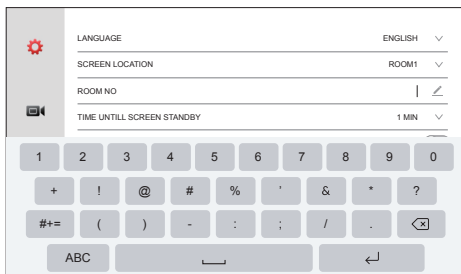 LANGUAGE ENGLISH
SCREEN LOCATION ROOM1
ROOM NO
TIME UNTILL SCREEN STANDBY 1 MIN
1 2 3 4 5 6 7 8 9 0
+ ! @ # % ' & * ?
#+= ( ) - : ; / .
ABC